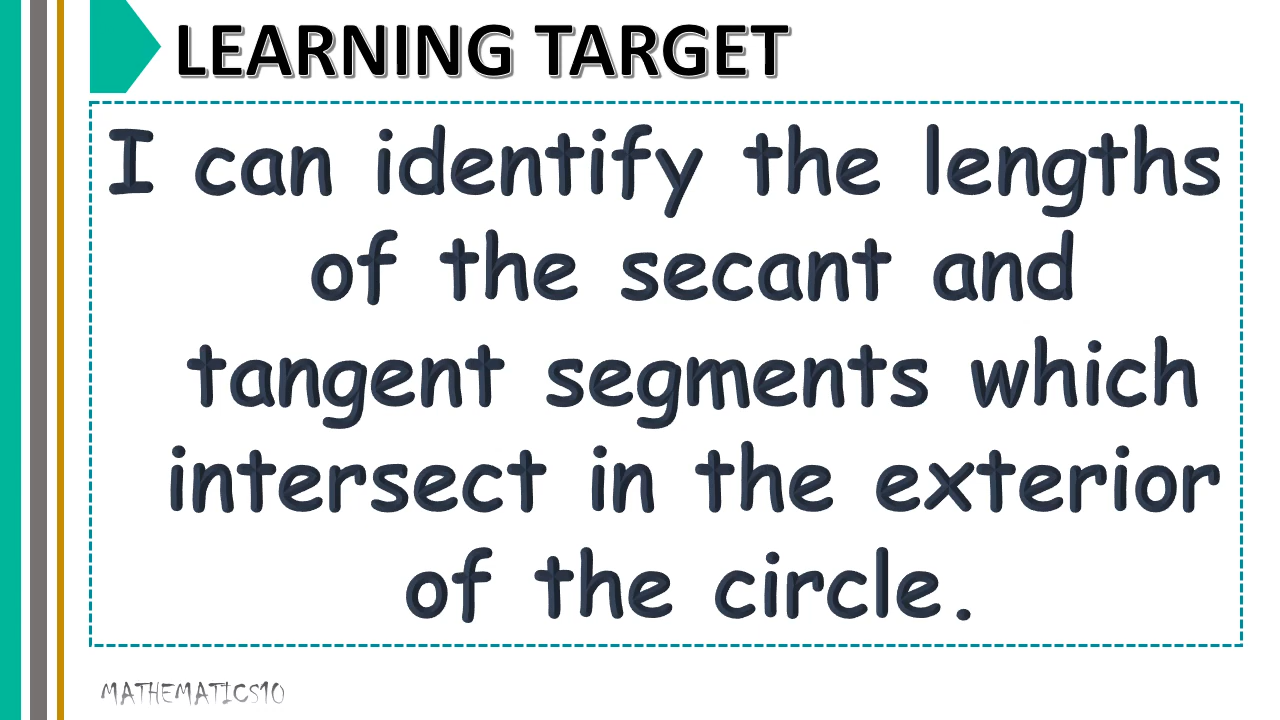 LEARNING TARGET
I can identify the lengths
of the secant and
tangent segments which
intersect in the exterior
of the circle.
MATHEMATICS10